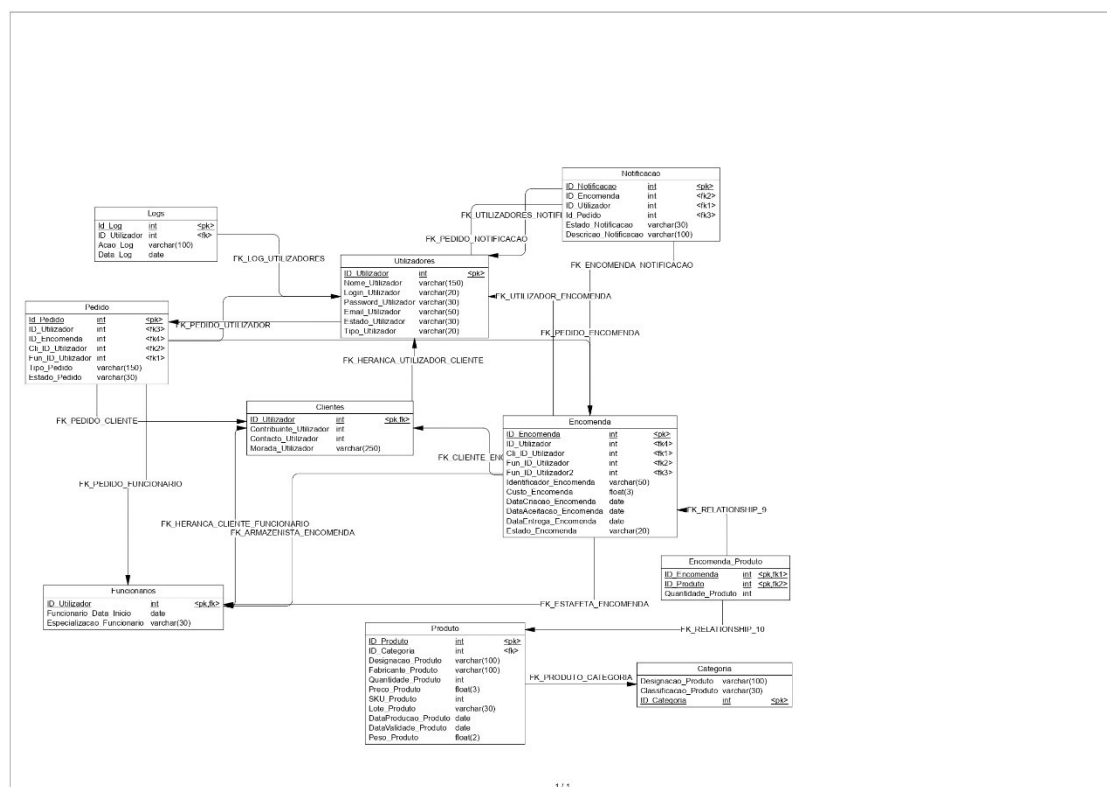 Notificacao
ID_Notificacao int <pk>
ID_Encomenda int <fk2>
ID_Utilizador int <fk1>
Id_Pedido int <fk3>
Estado_Notificacao varchar(30)
Descricao_Notificacao varchar(100)
Logs
Id_Log int <pk>
ID_Utilizador int <fk>
Acao_Log varchar(100)
Data_Log date
FK_UTILIZADORES_NOTIFI
FK_PEDIDO_NOTIFICACAO
FK_LOG_UTILIZADORES
FK_ENCOMENDA_NOTIFICACAO
Utilizadores
ID_Utilizador int <pk>
Nome_Utilizador varchar(150)
Login_Utilizador varchar(20)
Password_Utilizador varchar(30)
Email_Utilizador varchar(50)
Estado_Utilizador varchar(30)
Tipo_Utilizador varchar(20)
FK_UTILIZADOR_ENCOMENDA
Pedido
Id_Pedido int <pk>
ID_Utilizador int <fk3>
ID_Encomenda int <fk4>
Cli_ID_Utilizador int <fk2>
Fun_ID_Utilizador int <fk1>
Tipo_Pedido varchar(150)
Estado_Pedido varchar(30)
FK_PEDIDO_UTILIZADOR
FK_PEDIDO_ENCOMENDA
FK_HERANCA_UTILIZADOR_CLIENTE
Clientes
ID_Utilizador int <pk,fk>
Contribuinte_Utilizador int
Contacto_Utilizador int
Morada_Utilizador varchar(250)
FK_PEDIDO_CLIENTE
Encomenda
ID_Encomenda int <pk>
ID_Utilizador int <fk4>
Cli_ID_Utilizador int <fk1>
Fun_ID_Utilizador int <fk2>
Fun_ID_Utilizador2 int <fk3>
Identificador_Encomenda varchar(50)
Custo_Encomenda float(3)
DataCriacao_Encomenda date
DataAceitacao_Encomenda date
DataEntrega_Encomenda date
Estado_Encomenda varchar(20)
FK_CLIENTE_EN
FK_PEDIDO_FUNCIONARIO
FK_RELATIONSHIP_9
FK_HERANCA_CLIENTE_FUNCIONARIO
FK_ARMAZENISTA_ENCOMENDA
Encomenda_Produto
ID_Encomenda int <pk,fk1>
ID_Produto int <pk,fk2>
Quantidade_Produto int
Funcionarios
ID_Utilizador int <pk,fk>
Funcionario_Data_Inicio date
Especializacao_Funcionario varchar(30)
FK_ESTAFETA_ENCOMENDA
FK_RELATIONSHIP_10
Produto
ID_Produto int <pk>
ID_Categoria int <fk>
Designacao_Produto varchar(100)
Fabricante_Produto varchar(100)
Quantidade_Produto int
Preco_Produto float(3)
SKU_Produto int
Lote_Produto varchar(30)
DataProducao_Produto date
DataValidade_Produto date
Peso_Produto float(2)
FK_PRODUTO_CATEGORIA
Categoria
Designacao_Produto varchar(100)
Classificacao_Produto varchar(30)
ID_Categoria int <pk>
1 / 1